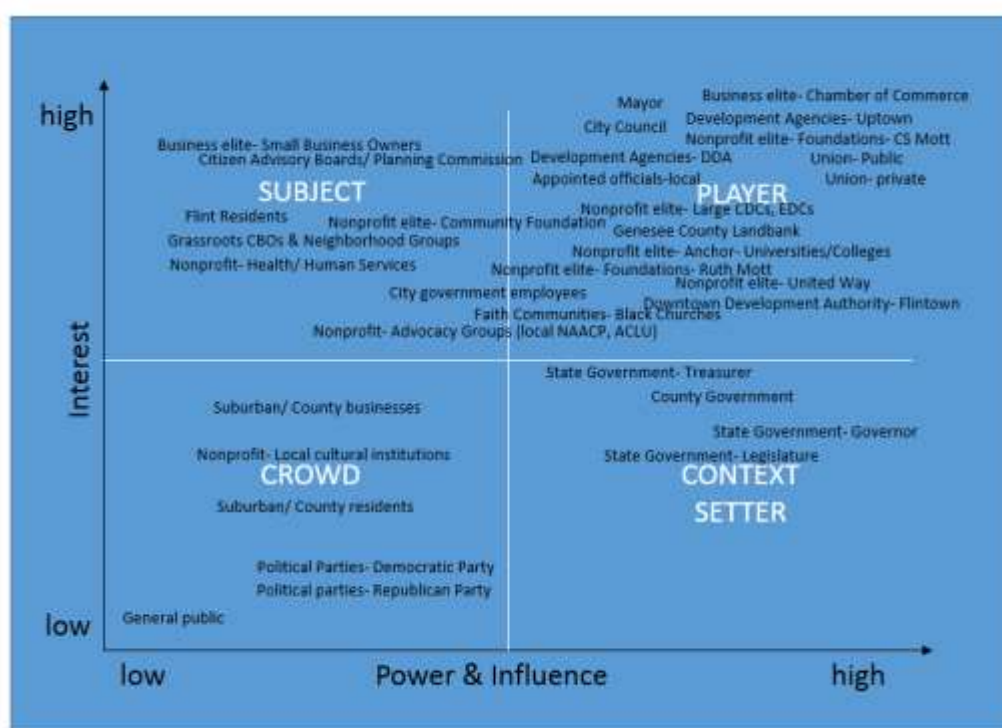 high
Mayor
Business elite- Chamber of Commerce
City Council
Development Agencies- Uptown
Nonprofit elite- Foundations- CS Mott
Business elite- Small Business Owners
Citizen Advisory Boards/ Planning Commission
Development Agencies- DDA
Union- Public
SUBJECT
Appointed officials-local
PLAYER
Union- private
Flint Residents
Nonprofit elite- Community Foundation
Nonprofit elite- Large CDCs, EDCs
Genesee County Landbank
Grassroots CBOs & Neighborhood Groups
Nonprofit elite- Anchor- Universities/Colleges
Nonprofit- Health/ Human Services
Nonprofit elite- Foundations- Ruth Mott
Nonprofit elite- United Way
City government employees
Downtown Development Authority- Flintown
Faith Communities- Black Churches
Nonprofit- Advocacy Groups (local NAACP, ACLU)
Interest
State Government- Treasurer
County Government
Suburban/ County businesses
State Government- Governor
Nonprofit- Local cultural institutions
State Government- Legislature
CROWD
CONTEXT
SETTER
Suburban/ County residents
Political Parties- Democratic Party
Political parties- Republican Party
General public
low
low
Power & Influence
high